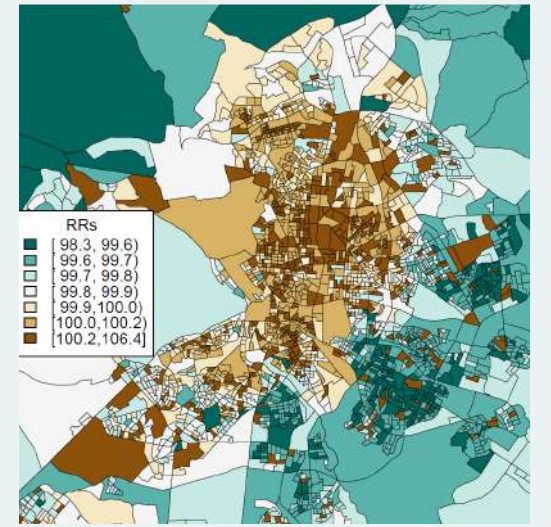 RRs
[ 98.3, 99.6)
[ 99.6, 99.7)
[ 99.7, 99.8)
[ 99.8, 99.9)
[ 99.9,100.0)
[100.0,100.2)
[100.2,106.4]